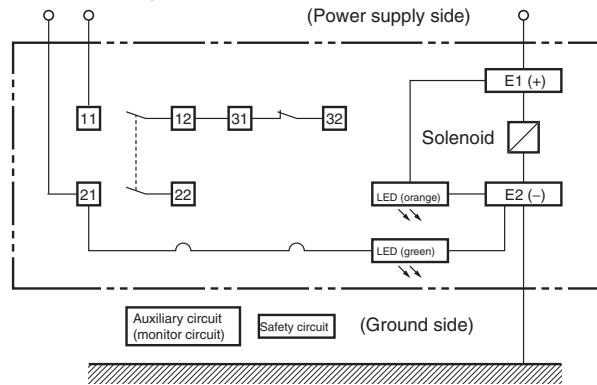 (Power supply side)
E1 (+)
11
12
31
32
Solenoid
21
22
LED (orange)
E2 (−)
LED (green)
Auxiliary circuit
(monitor circuit)
Safety circuit
(Ground side)